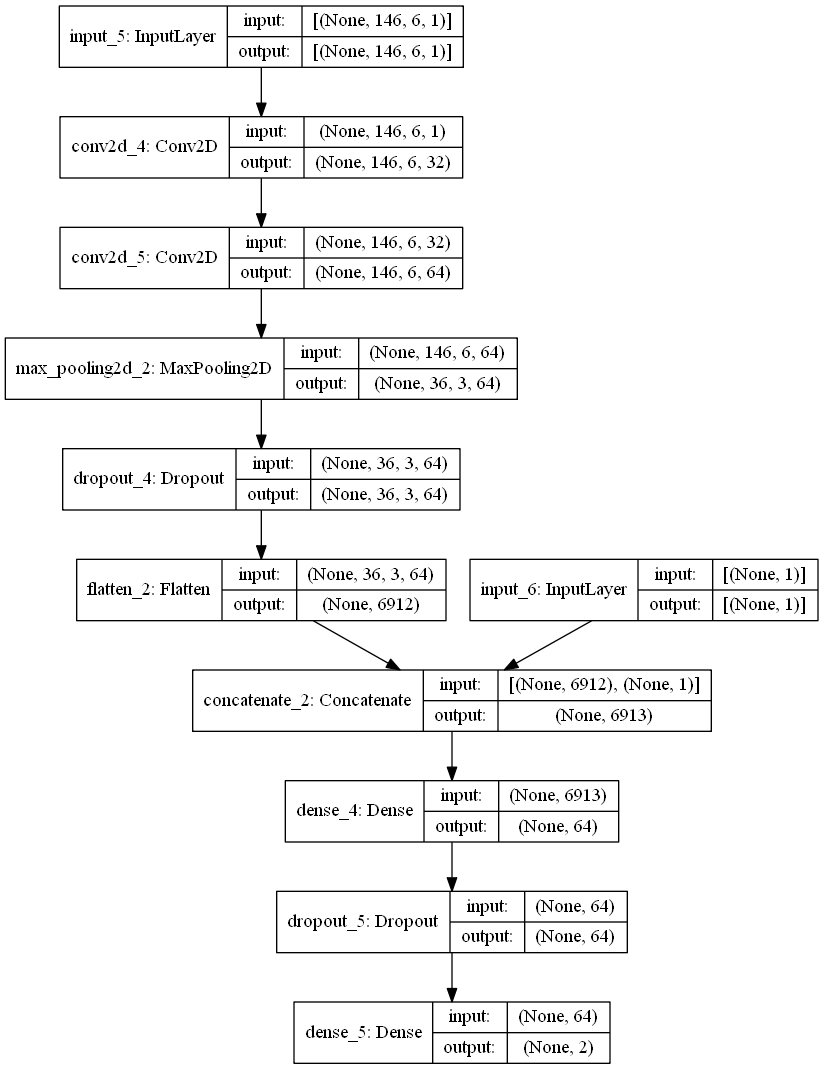 input_5: InputLayer
input: [(None, 146, 6, 1)]
output: [(None, 146, 6, 1)]
conv2d_4: Conv2D
input: (None, 146, 6, 1)
output: (None, 146, 6, 32)
conv2d_5: Conv2D
input: (None, 146, 6, 32)
output: (None, 146, 6, 64)
max_pooling2d_2: MaxPooling2D
input: (None, 146, 6, 64)
output: (None, 36, 3, 64)
dropout_4: Dropout
input: (None, 36, 3, 64)
output: (None, 36, 3, 64)
flatten_2: Flatten
input: (None, 36, 3, 64)
output: (None, 6912)
input_6: InputLayer
input: [(None, 1)]
output: [(None, 1)]
concatenate_2: Concatenate
input: [(None, 6912), (None, 1)]
output: (None, 6913)
dense_4: Dense
input: (None, 6913)
output: (None, 64)
dropout_5: Dropout
input: (None, 64)
output: (None, 64)
dense_5: Dense
input: (None, 64)
output: (None, 2)